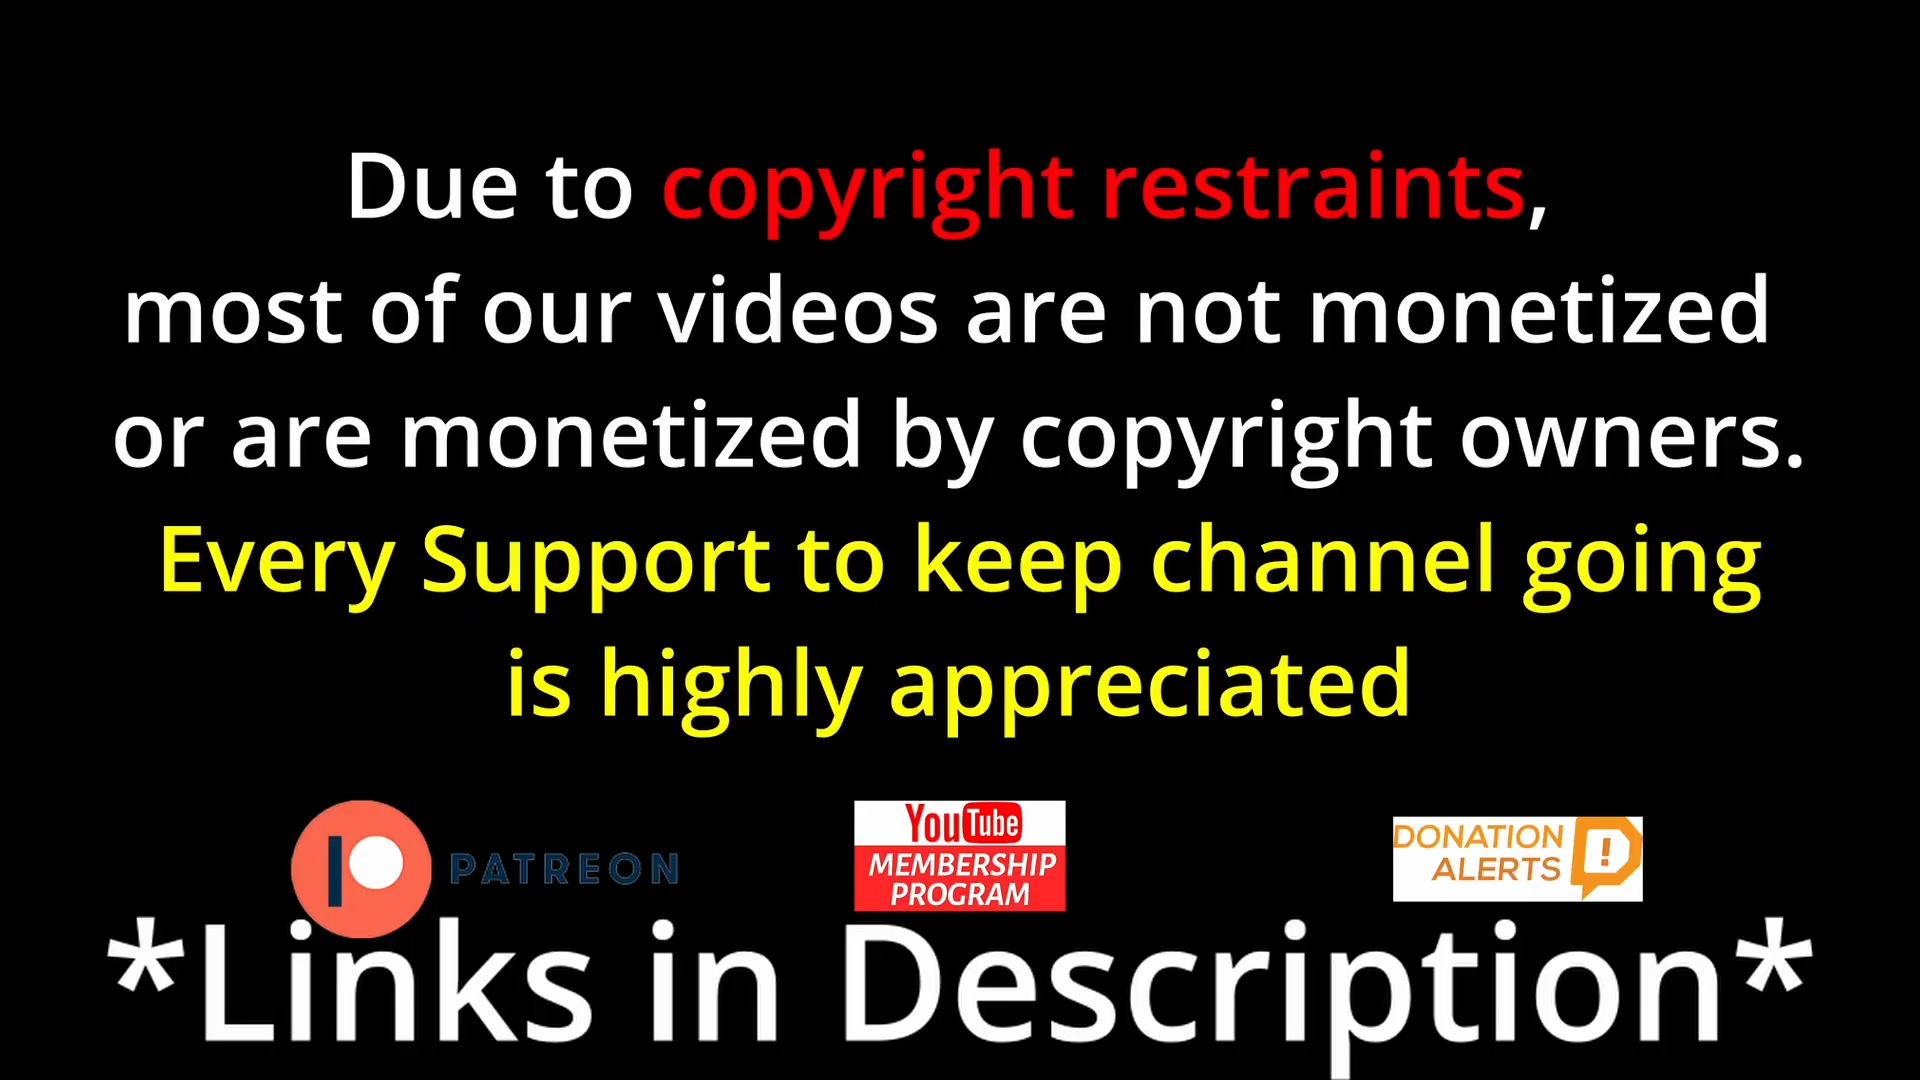 Due to copyright restraints,
most of our videos are not monetized
or are monetized by copyright owners.
Every Support to keep channel going
is highly appreciated
PATREON
YouTube
MEMBERSHIP
PROGRAM
DONATION
ALERTS
*Links in Description*